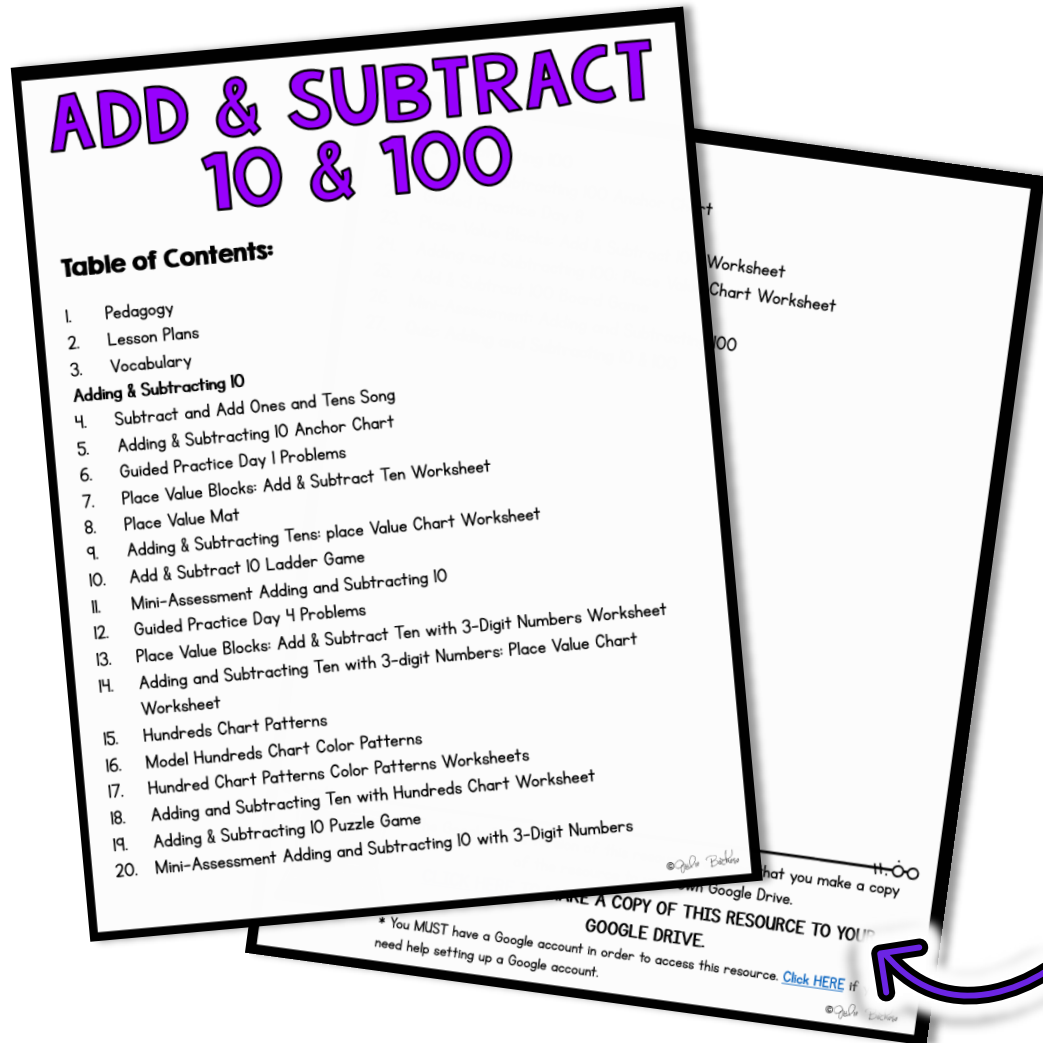 ADD & SUBTRACT
10 & 100
Table of Contents:
1. Pedagogy
2. Lesson Plans
3. Vocabulary
Adding & Subtracting 10
4. Subtract and Add Ones and Tens Song
5. Adding & Subtracting 10 Anchor Chart
6. Guided Practice Day 1 Problems
7. Place Value Blocks: Add & Subtract Ten Worksheet
8. Place Value Mat
9. Adding & Subtracting Tens: place Value Chart Worksheet
10. Add & Subtract 10 Ladder Game
11. Mini-Assessment Adding and Subtracting 10
12. Guided Practice Day 4 Problems
13. Place Value Blocks: Add & Subtract Ten with 3-Digit Numbers Worksheet
14. Adding and Subtracting Ten with 3-digit Numbers: Place Value Chart
Worksheet
15. Hundreds Chart Patterns
16. Model Hundreds Chart Color Patterns
17. Hundred Chart Patterns Color Patterns Worksheets
18. Adding and Subtracting Ten with Hundreds Chart Worksheet
19. Adding & Subtracting 10 Puzzle Game
20. Mini-Assessment Adding and Subtracting 10 with 3-Digit Numbers
©
Worksheet
Chart Worksheet
100
that you make a copy
Google Drive.
A COPY OF THIS RESOURCE TO
GOOGLE DRIVE.
* You MUST have a Google account in order to access this resource. Click HERE if
need help setting up a Google account.
©